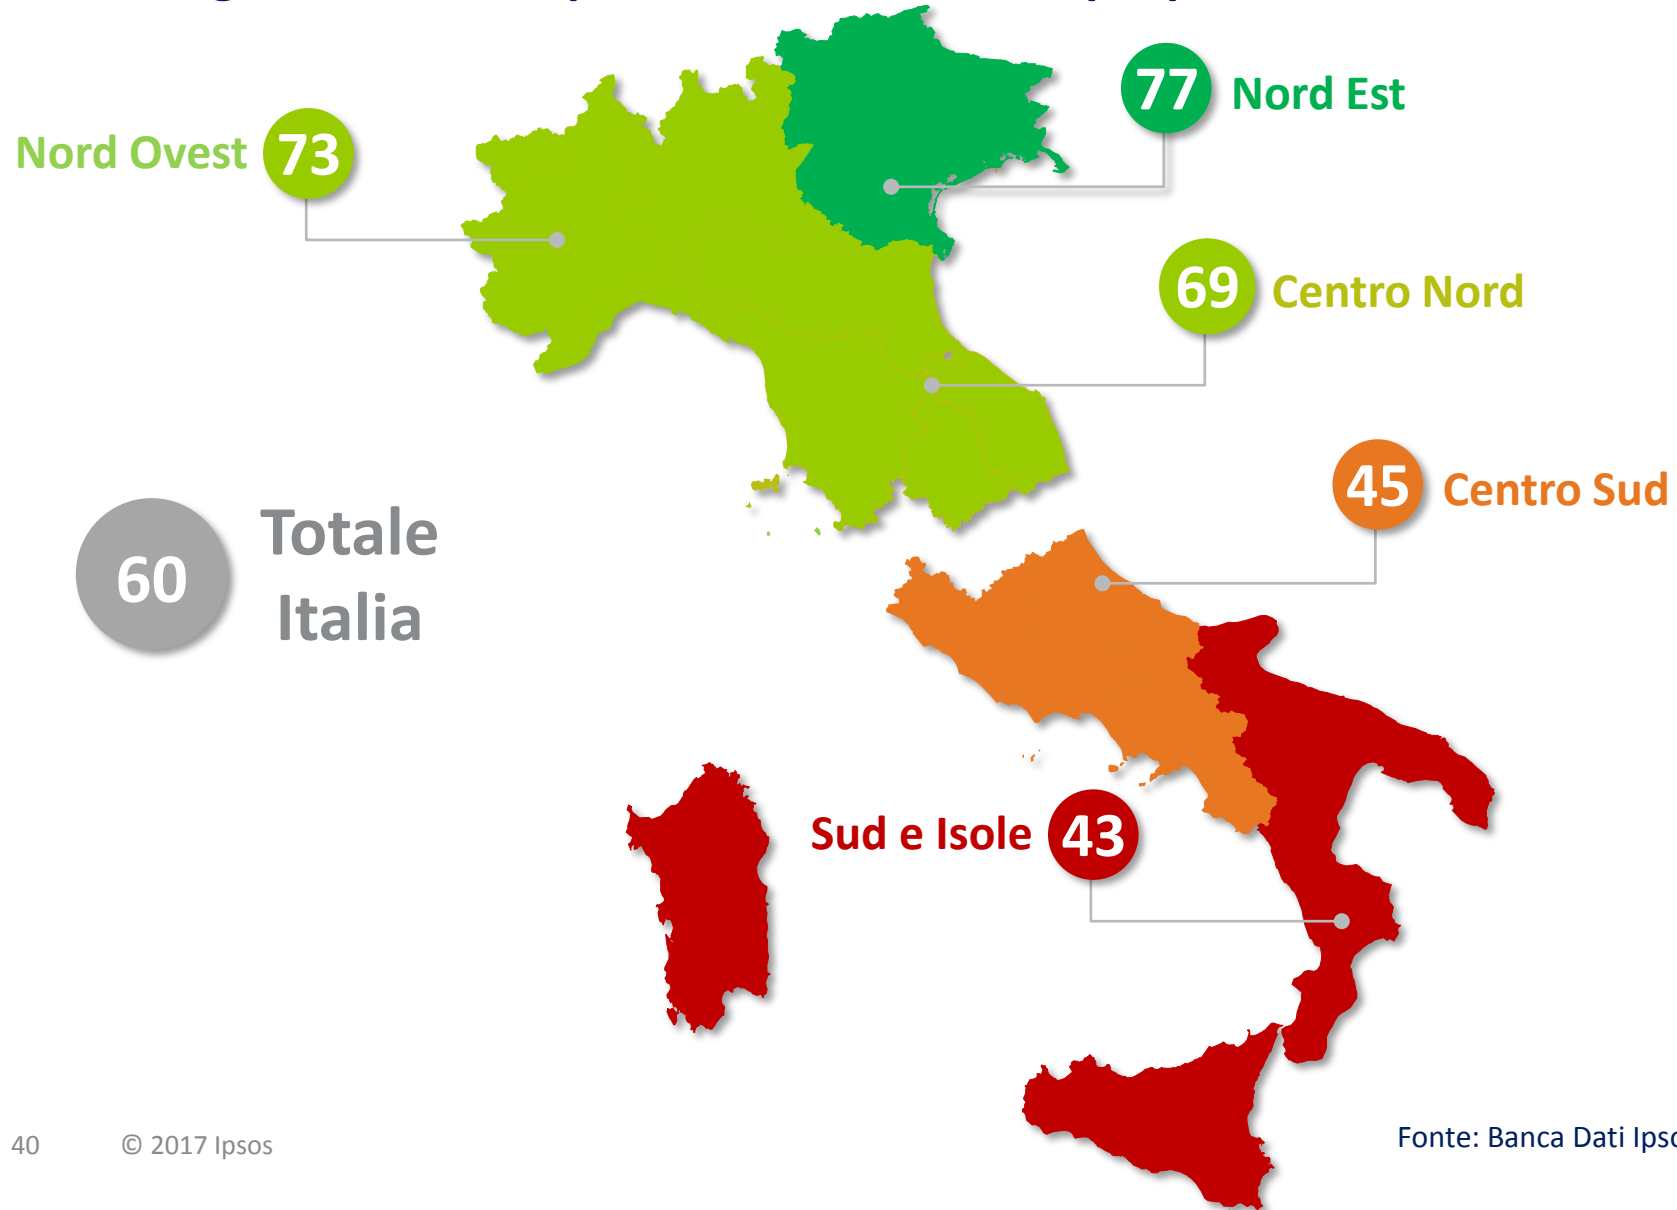 77 Nord Est
Nord Ovest 73
69 Centro Nord
45 Centro Sud
60 Totale
Italia
Sud e Isole 43
40 © 2017 Ipsos
Fonte: Banca Dati